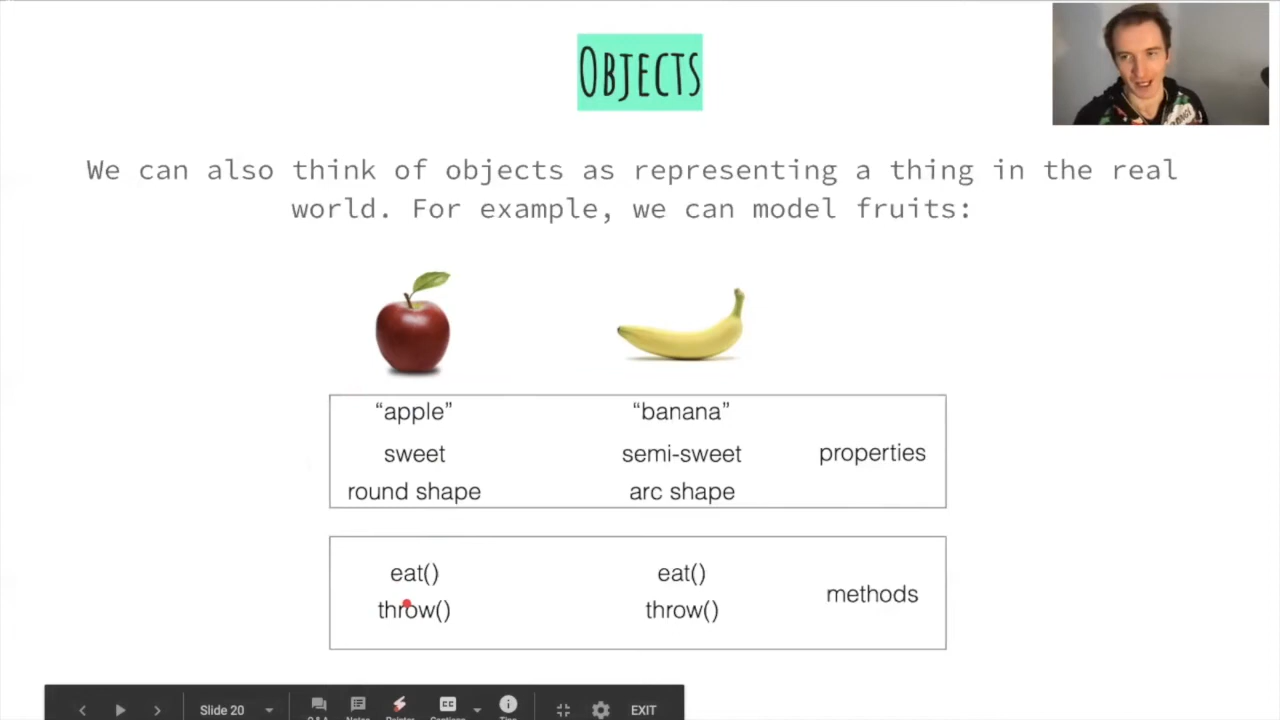 Objects
We can also think of objects as representing a thing in the real
world. For example, we can model fruits:
“apple” “banana”
sweet semi-sweet properties
round shape arc shape
eat() eat()
methods
throw() throw()
Slide 20 EXIT